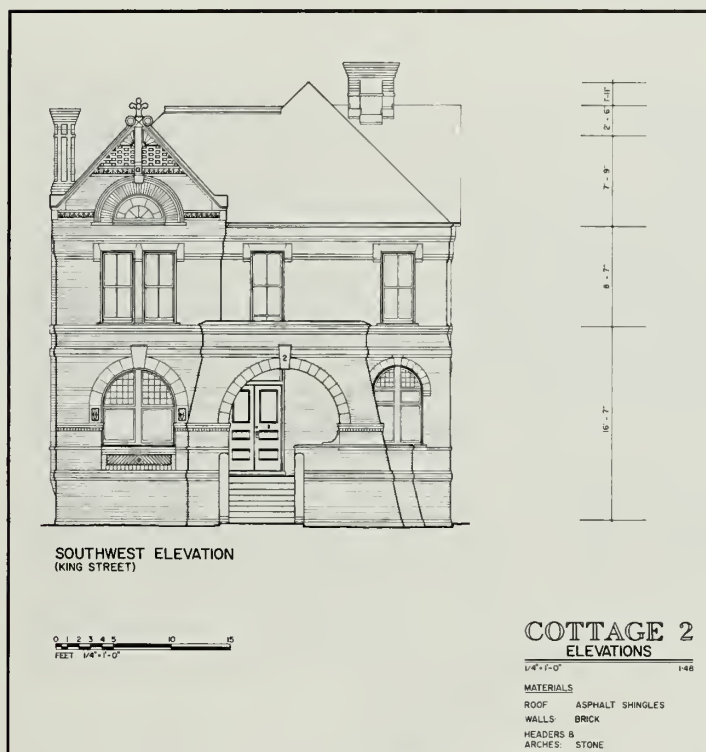 1'-11"
2'-6"
7'-9"
8'-7"
16'-7"
2
SOUTHWEST ELEVATION
(KING STREET)
0 1 2 3 4 5 10 15
FEET 1/4"=1'-0"
COTTAGE 2
ELEVATIONS
1/4"=1'-0" 1:48
MATERIALS
ROOF ASPHALT SHINGLES
WALLS: BRICK
HEADERS &
ARCHES: STONE